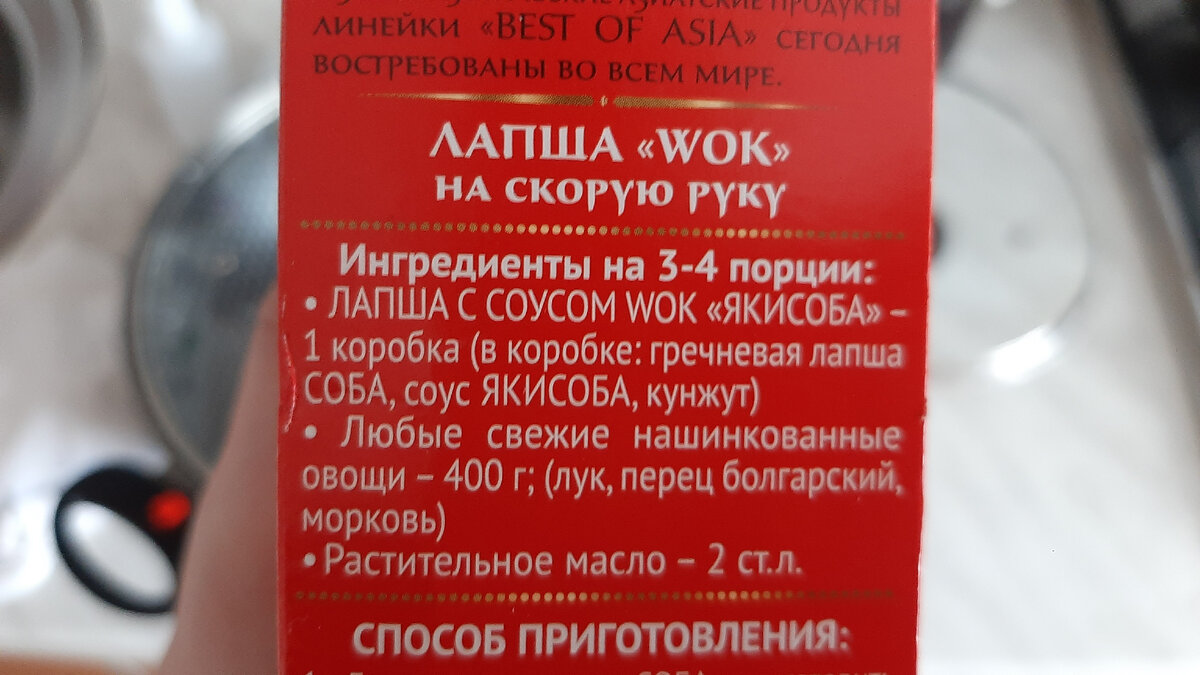 АЗИАТСКИЕ ПРОДУКТЫ
ЛИНЕЙКИ «BEST OF ASIA» СЕГОДНЯ
ВОСТРЕБОВАНЫ ВО ВСЕМ МИРЕ.
ЛАПША «WOK»
НА СКОРУЮ РУКУ
Ингредиенты на 3-4 порции:
• ЛАПША С СОУСОМ WOK «ЯКИСОБА» –
1 коробка (в коробке: гречневая лапша
СОБА, соус ЯКИСОБА, кунжут)
• Любые свежие нашинкованные
овощи – 400 г; (лук, перец болгарский,
морковь)
• Растительное масло – 2 ст.л.
СПОСОБ ПРИГОТОВЛЕНИЯ: